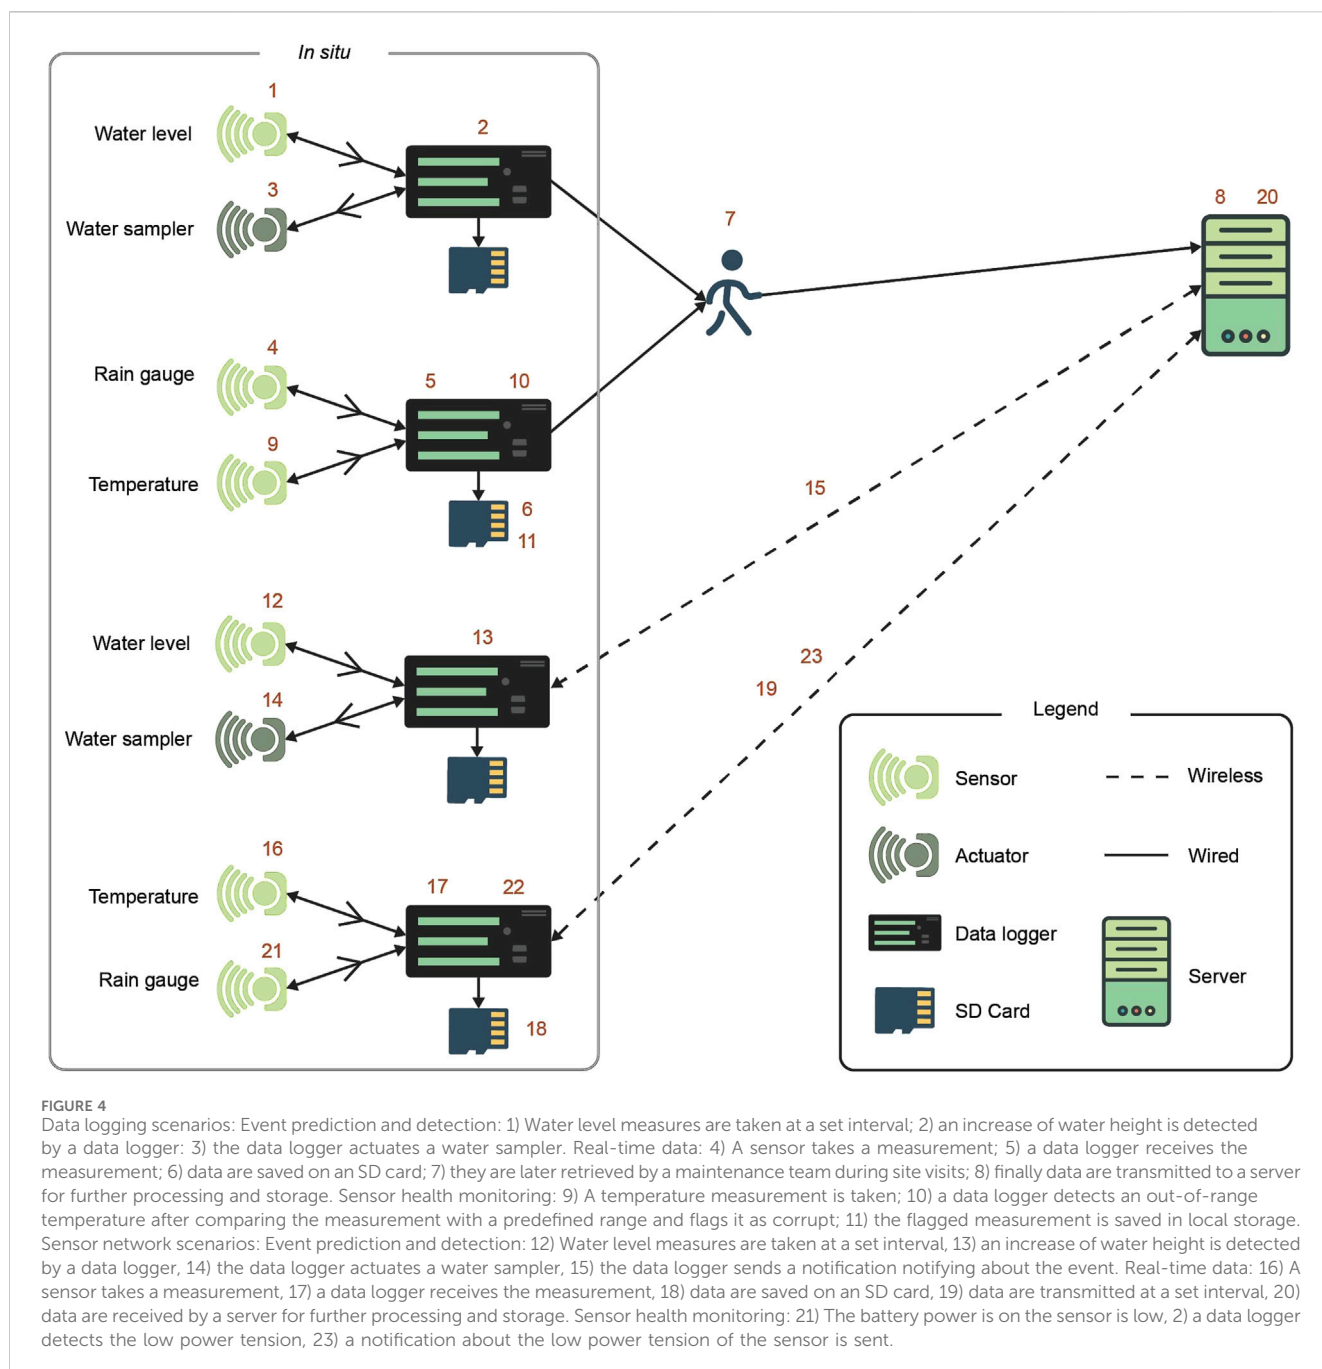 In situ
1
Water level
2
3
Water sampler
7
8 20
4
Rain gauge
5 10
9
Temperature
6
11
15
12
Water level
13
14
Water sampler
23
19
16
Temperature
17 22
21
Rain gauge
18
Legend
Sensor
Wireless
Actuator
Wired
Data logger
Server
SD Card
FIGURE 4
Data logging scenarios: Event prediction and detection: 1) Water level measures are taken at a set interval; 2) an increase of water height is detected
by a data logger: 3) the data logger actuates a water sampler. Real-time data: 4) A sensor takes a measurement; 5) a data logger receives the
measurement; 6) data are saved on an SD card; 7) they are later retrieved by a maintenance team during site visits; 8) finally data are transmitted to a server
for further processing and storage. Sensor health monitoring: 9) A temperature measurement is taken; 10) a data logger detects an out-of-range
temperature after comparing the measurement with a predefined range and flags it as corrupt; 11) the flagged measurement is saved in local storage.
Sensor network scenarios: Event prediction and detection: 12) Water level measures are taken at a set interval, 13) an increase of water height is detected
by a data logger, 14) the data logger actuates a water sampler, 15) the data logger sends a notification notifying about the event. Real-time data: 16) A
sensor takes a measurement, 17) a data logger receives the measurement, 18) data are saved on an SD card, 19) data are transmitted at a set interval, 20)
data are received by a server for further processing and storage. Sensor health monitoring: 21) The battery power is on the sensor is low, 2) a data logger
detects the low power tension, 23) a notification about the low power tension of the sensor is sent.